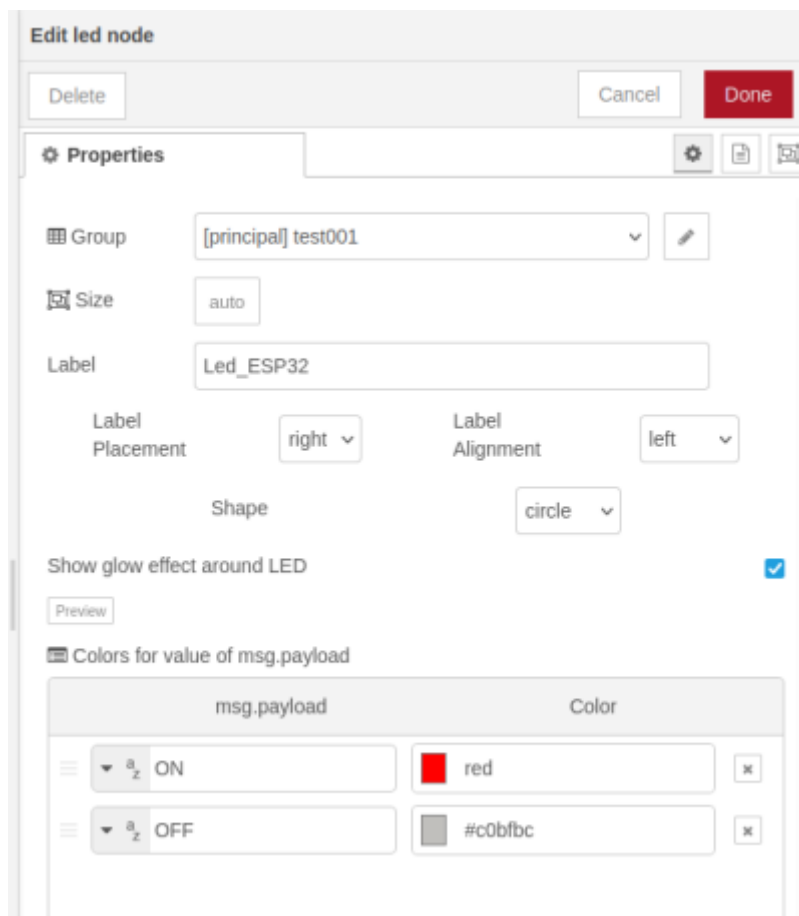 Edit led node
Delete Cancel Done
Properties
Group [principal] test001
Size auto
Label Led_ESP32
Label Placement right Label Alignment left
Shape circle
Show glow effect around LED
Preview
Colors for value of msg.payload
msg.payload Color
az ON red
az OFF #c0bfbc